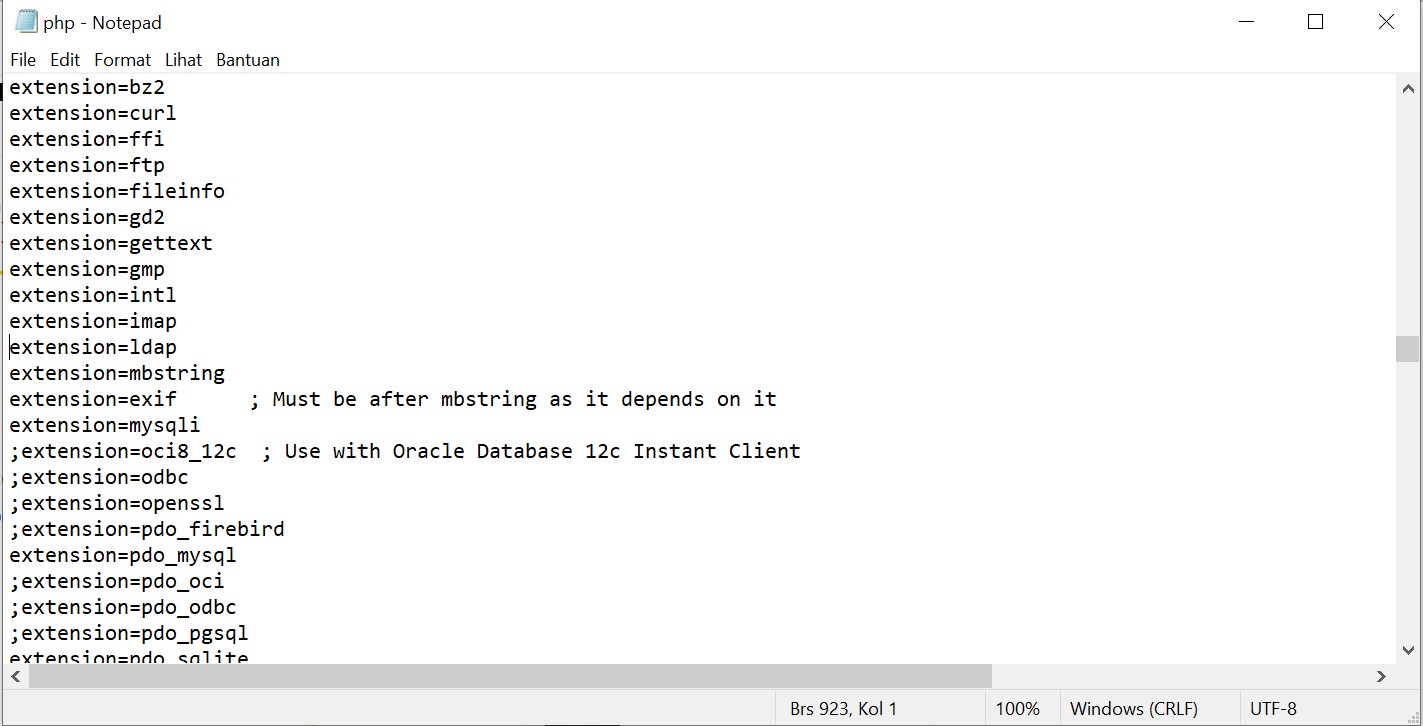 php - Notepad
File Edit Format Lihat Bantuan
extension=bz2
extension=curl
extension=ffi
extension=ftp
extension=fileinfo
extension=gd2
extension=gettext
extension=gmp
extension=intl
extension=imap
extension=ldap
extension=mbstring
extension=exif      ; Must be after mbstring as it depends on it
extension=mysqli
;extension=oci8_12c  ; Use with Oracle Database 12c Instant Client
;extension=odbc
;extension=openssl
;extension=pdo_firebird
extension=pdo_mysql
;extension=pdo_oci
;extension=pdo_odbc
;extension=pdo_pgsql
extension=pdo_sqlite
Brs 923, Kol 1 100% Windows (CRLF) UTF-8